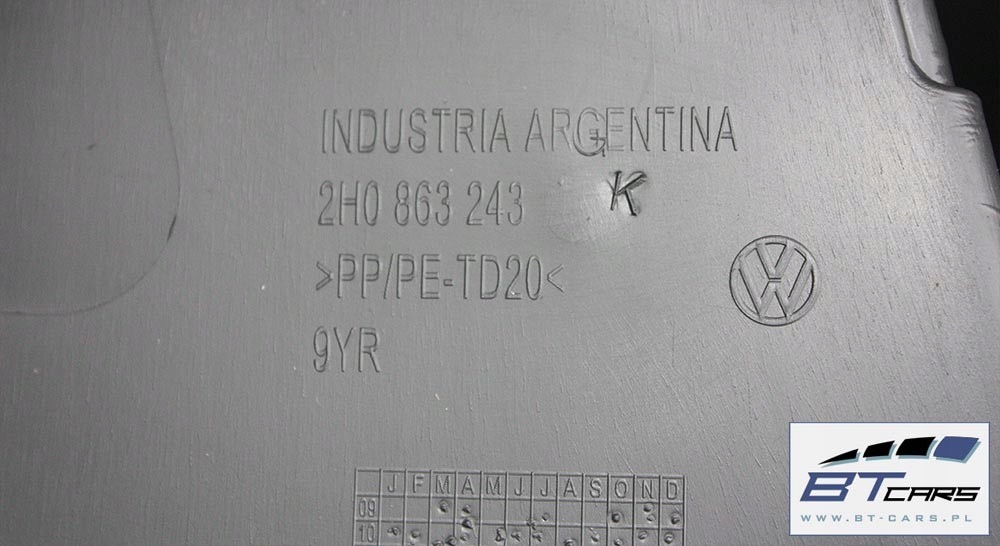 INDUSTRIA ARGENTINA
2H0 863 243 K
>PP/PE-TD20<
9YR
J F M A M J J A S O N D
09
10
BT CARS
WWW.BT-CARS.PL